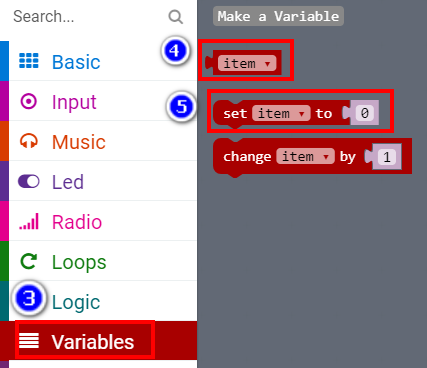 Search...
Basic
Input
Music
Led
Radio
Loops
3 Logic
Variables
Make a Variable
4 item
5 set item to 0
change item by 1